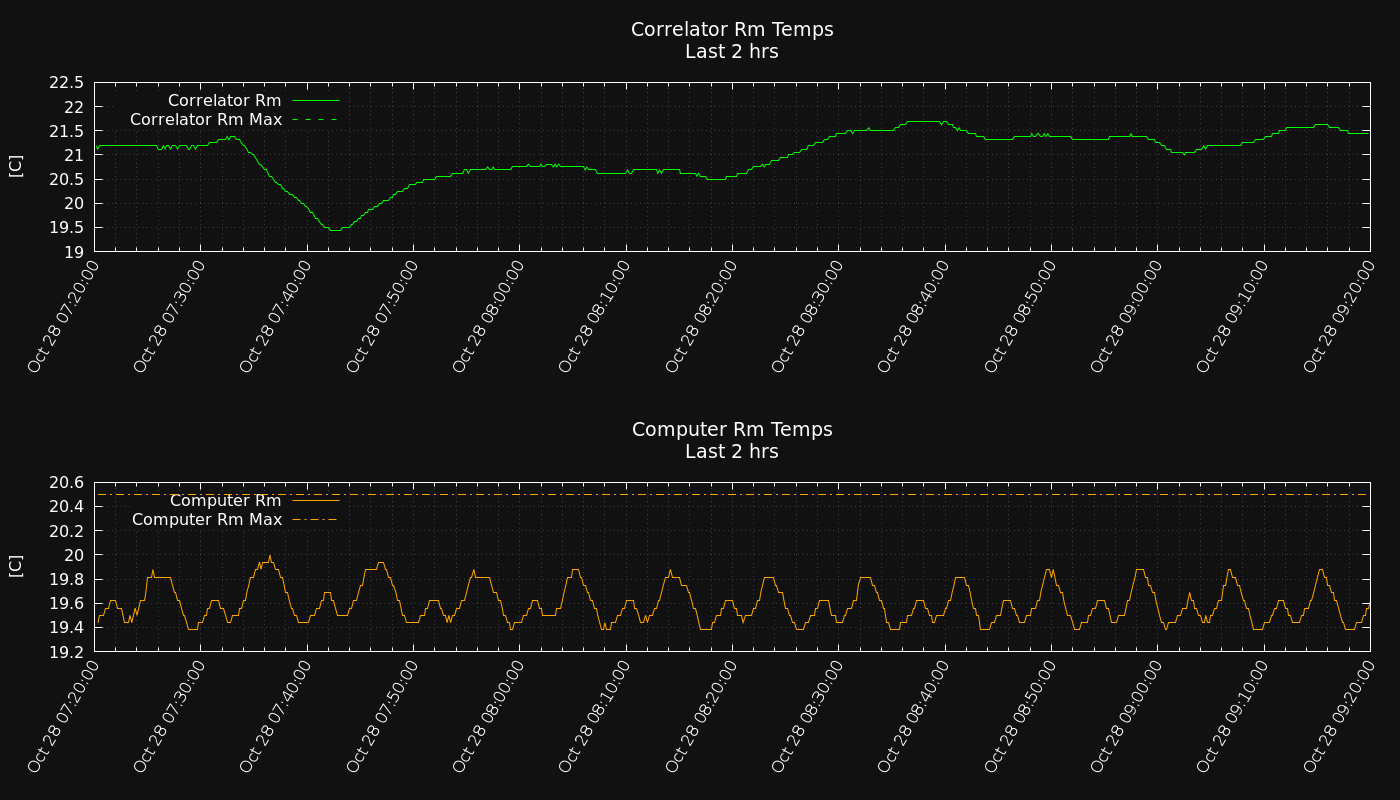 Correlator Rm Temps
Last 2 hrs
22.5
22
21.5
21
20.5
20
19.5
19
[C]
Correlator Rm
Correlator Rm Max
Oct 28 07:20:00
Oct 28 07:30:00
Oct 28 07:40:00
Oct 28 07:50:00
Oct 28 08:00:00
Oct 28 08:10:00
Oct 28 08:20:00
Oct 28 08:30:00
Oct 28 08:40:00
Oct 28 08:50:00
Oct 28 09:00:00
Oct 28 09:10:00
Oct 28 09:20:00
Computer Rm Temps
Last 2 hrs
20.6
20.4
20.2
20
19.8
19.6
19.4
19.2
[C]
Computer Rm
Computer Rm Max
Oct 28 07:20:00
Oct 28 07:30:00
Oct 28 07:40:00
Oct 28 07:50:00
Oct 28 08:00:00
Oct 28 08:10:00
Oct 28 08:20:00
Oct 28 08:30:00
Oct 28 08:40:00
Oct 28 08:50:00
Oct 28 09:00:00
Oct 28 09:10:00
Oct 28 09:20:00